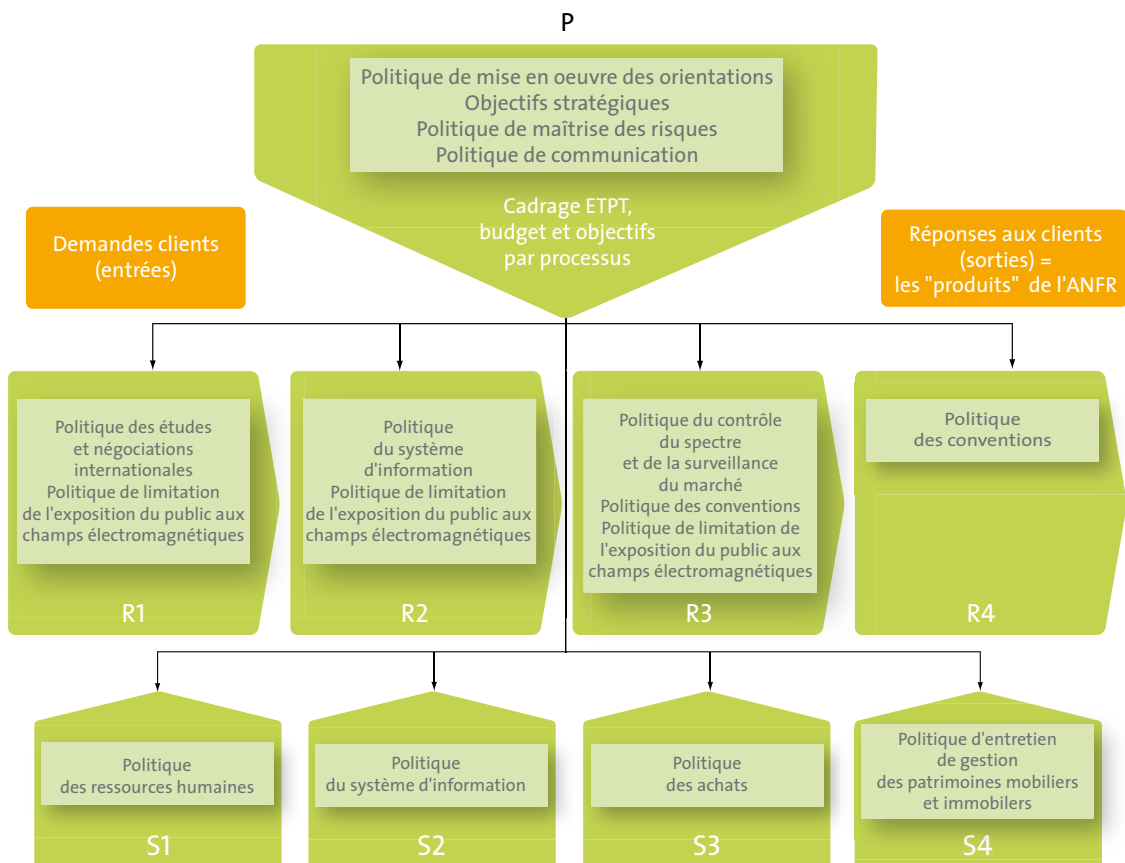 P
Politique de mise en oeuvre des orientations
Objectifs stratégiques
Politique de maîtrise des risques
Politique de communication
Cadrage ETPT,
budget et objectifs
par processus
Demandes clients
(entrées)
Réponses aux clients
(sorties) =
les "produits" de l'ANFR
Politique des études
et négociations
internationales
Politique de limitation
de l'exposition du public aux
champs électromagnétiques
R1
Politique
du système
d'information
Politique de limitation
de l'exposition du public aux
champs électromagnétiques
R2
Politique du contrôle
du spectre
et de la surveillance
du marché
Politique des conventions
Politique de limitation de
l'exposition du public aux
champs électromagnétiques
R3
Politique
des conventions
R4
Politique
des ressources humaines
S1
Politique
du système d'information
S2
Politique
des achats
S3
Politique d'entretien
de gestion
des patrimoines mobiliers
et immobilers
S4